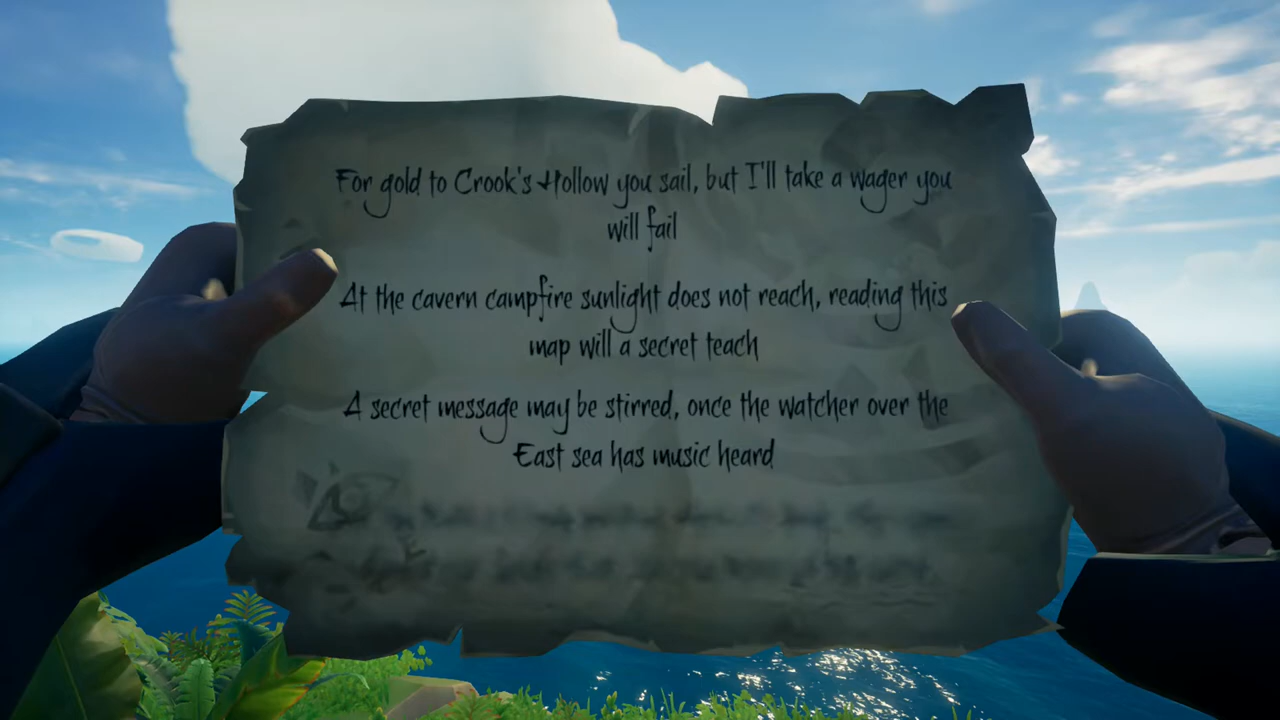 For gold to Crook's Hollow you sail, but I'll take a wager you
will fail
At the cavern campfire sunlight does not reach, reading this
map will a secret teach
A secret message may be stirred, once the watcher over the
East sea has music heard